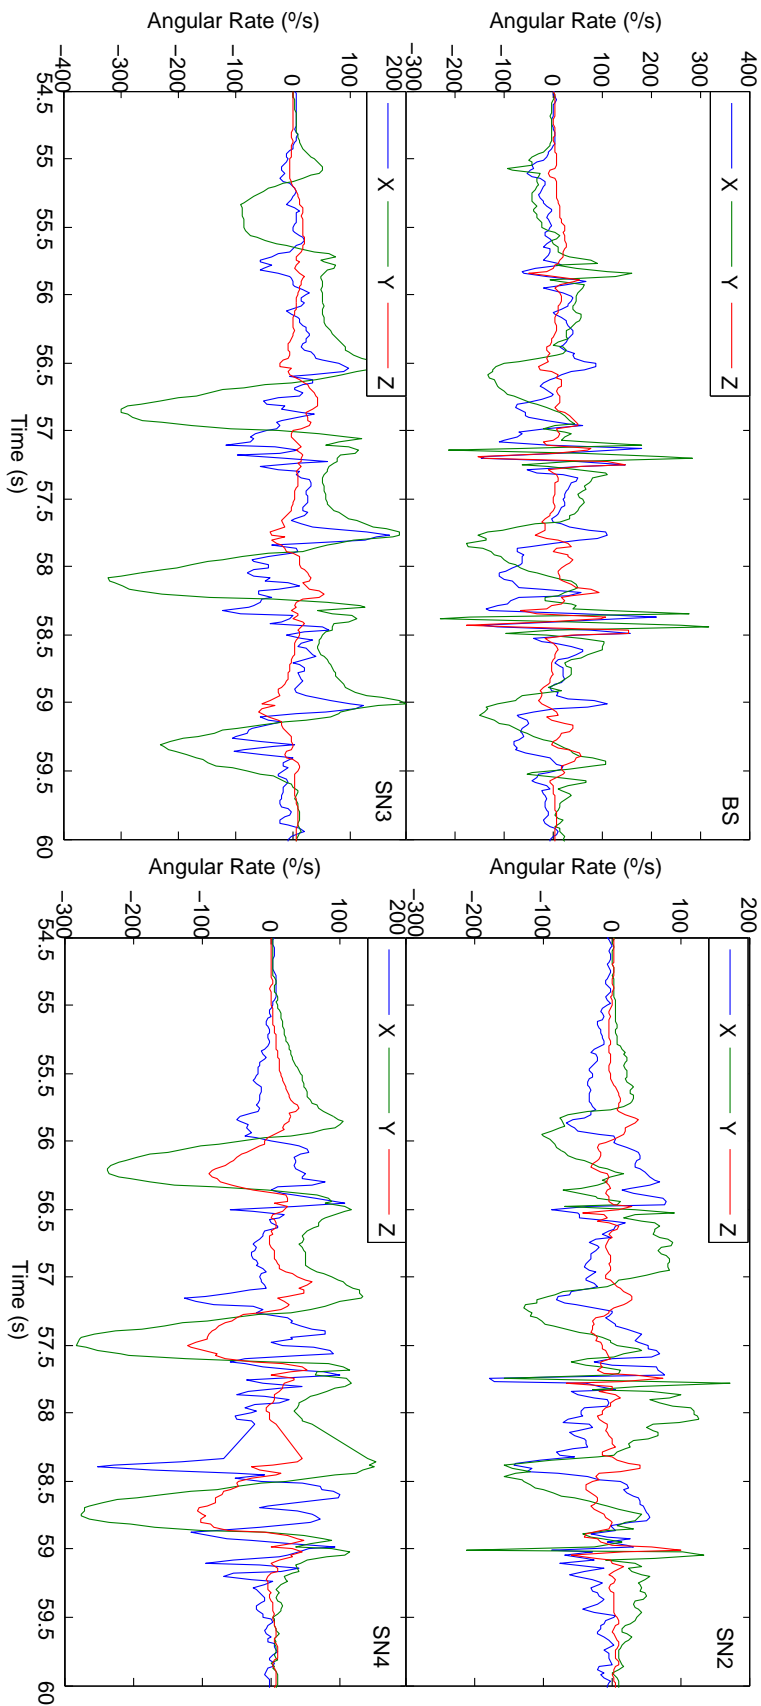 BS
X
Y
Z
Angular Rate (º/s)
400
300
200
100
0
−100
−200
−300
SN2
X
Y
Z
Angular Rate (º/s)
200
100
0
−100
−200
−300
SN3
X
Y
Z
Angular Rate (º/s)
200
100
0
−100
−200
−300
−400
54.5 55 55.5 56 56.5 57 57.5 58 58.5 59 59.5 60
Time (s)
SN4
X
Y
Z
Angular Rate (º/s)
200
100
0
−100
−200
−300
54.5 55 55.5 56 56.5 57 57.5 58 58.5 59 59.5 60
Time (s)